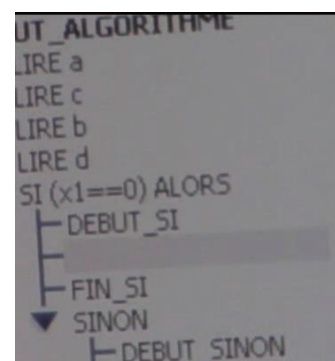 UT_ALGORITHME
LIRE a
LIRE c
LIRE b
LIRE d
SI (x1==0) ALORS
DEBUT_SI
FIN_SI
SINON
DEBUT_SINON